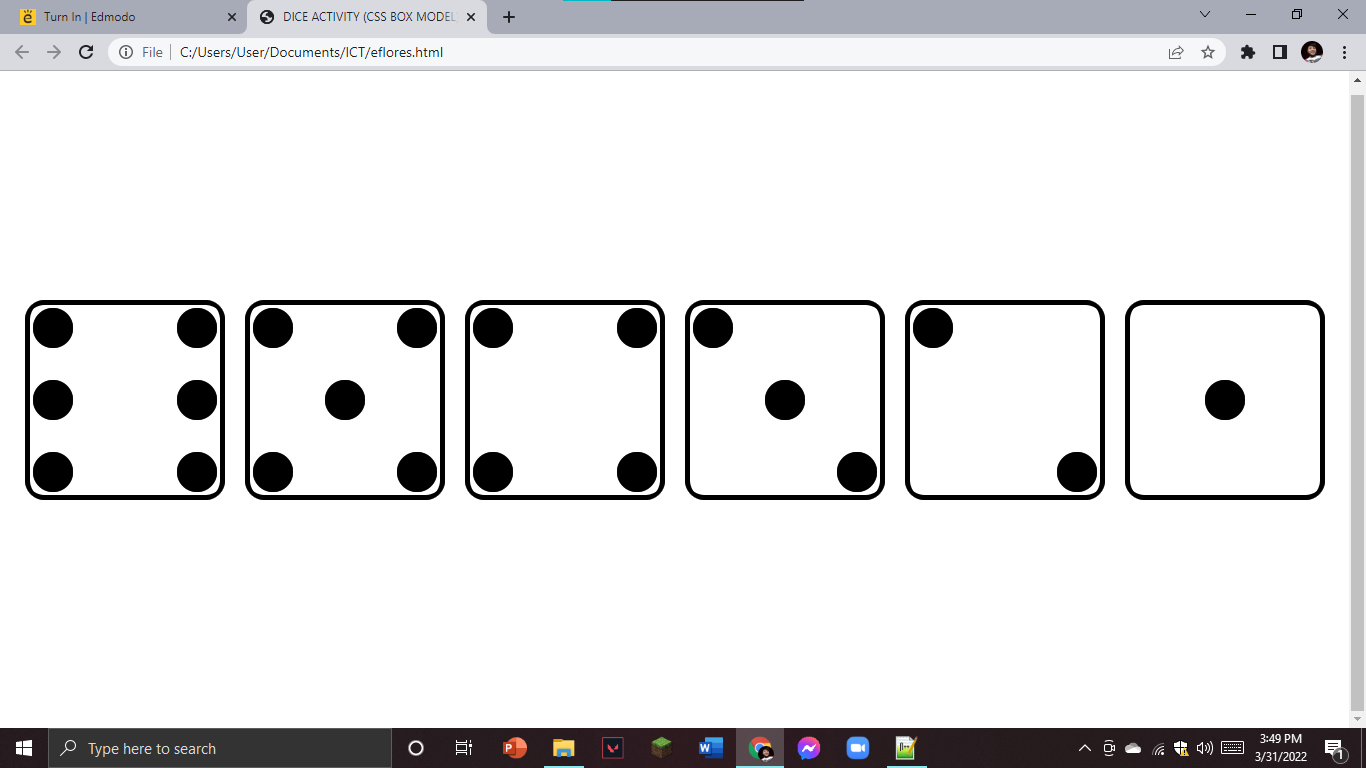 Turn In | Edmodo
DICE ACTIVITY (CSS BOX MODEL
File
C:/Users/User/Documents/ICT/eflores.html
Type here to search
3:49 PM
3/31/2022
1